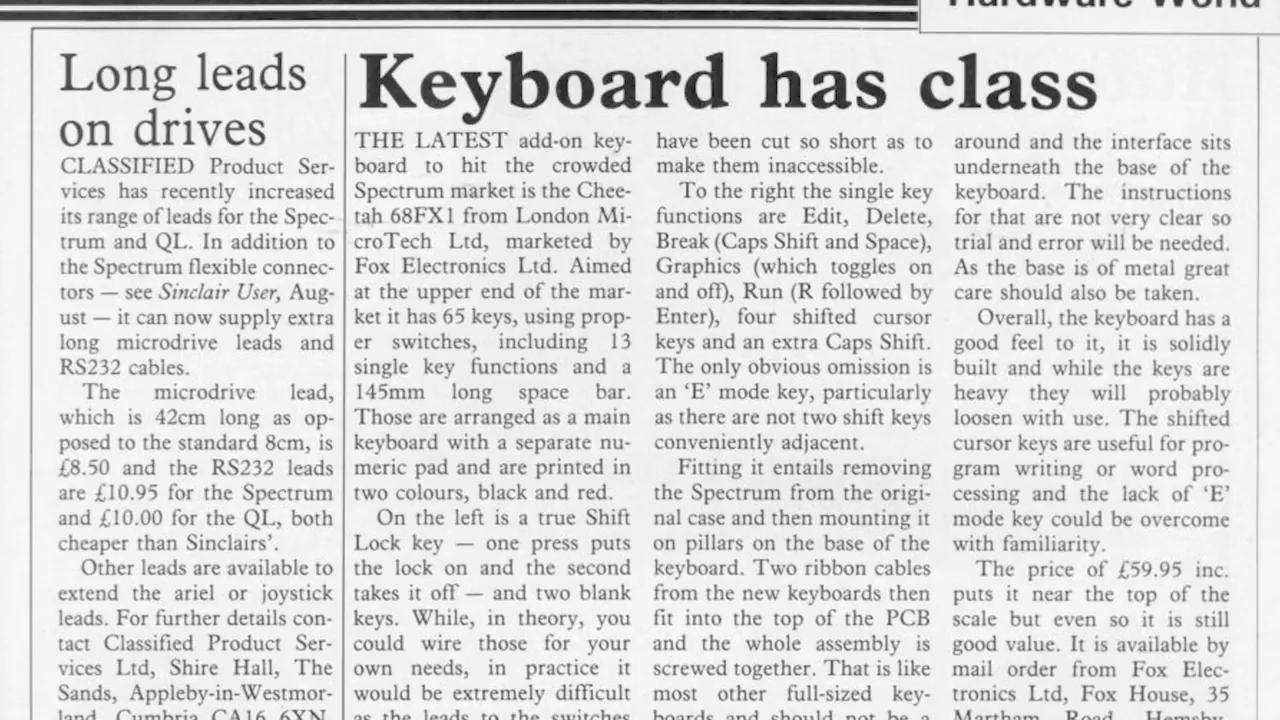 Hardware World
Long leads
on drives
CLASSIFIED Product Ser-
vices has recently increased
its range of leads for the Spec-
trum and QL. In addition to
the Spectrum flexible connec-
tors — see Sinclair User, Aug-
ust — it can now supply extra
long microdrive leads and
RS232 cables.
The microdrive lead,
which is 42cm long as op-
posed to the standard 8cm, is
£8.50 and the RS232 leads
are £10.95 for the Spectrum
and £10.00 for the QL, both
cheaper than Sinclairs'.
Other leads are available to
extend the ariel or joystick
leads. For further details con-
tact Classified Product Ser-
vices Ltd, Shire Hall, The
Sands, Appleby-in-Westmor-
land, Cumbria CA16 6XN.
Keyboard has class
THE LATEST add-on key-
board to hit the crowded
Spectrum market is the Chee-
tah 68FX1 from London Mi-
croTech Ltd, marketed by
Fox Electronics Ltd. Aimed
at the upper end of the mar-
ket it has 65 keys, using prop-
er switches, including 13
single key functions and a
145mm long space bar.
Those are arranged as a main
keyboard with a separate nu-
meric pad and are printed in
two colours, black and red.
On the left is a true Shift
Lock key — one press puts
the lock on and the second
takes it off — and two blank
keys. While, in theory, you
could wire those for your
own needs, in practice it
would be extremely difficult
as the leads to the switches
have been cut so short as to
make them inaccessible.
To the right the single key
functions are Edit, Delete,
Break (Caps Shift and Space),
Graphics (which toggles on
and off), Run (R followed by
Enter), four shifted cursor
keys and an extra Caps Shift.
The only obvious omission is
an 'E' mode key, particularly
as there are not two shift keys
conveniently adjacent.
Fitting it entails removing
the Spectrum from the origi-
nal case and then mounting it
on pillars on the base of the
keyboard. Two ribbon cables
from the new keyboards then
fit into the top of the PCB
and the whole assembly is
screwed together. That is like
most other full-sized key-
boards and should not be a
around and the interface sits
underneath the base of the
keyboard. The instructions
for that are not very clear so
trial and error will be needed.
As the base is of metal great
care should also be taken.
Overall, the keyboard has a
good feel to it, it is solidly
built and while the keys are
heavy they will probably
loosen with use. The shifted
cursor keys are useful for pro-
gram writing or word pro-
cessing and the lack of 'E'
mode key could be overcome
with familiarity.
The price of £59.95 inc.
puts it near the top of the
scale but even so it is still
good value. It is available by
mail order from Fox Elec-
tronics Ltd, Fox House, 35
Martham Road, Hemsby,